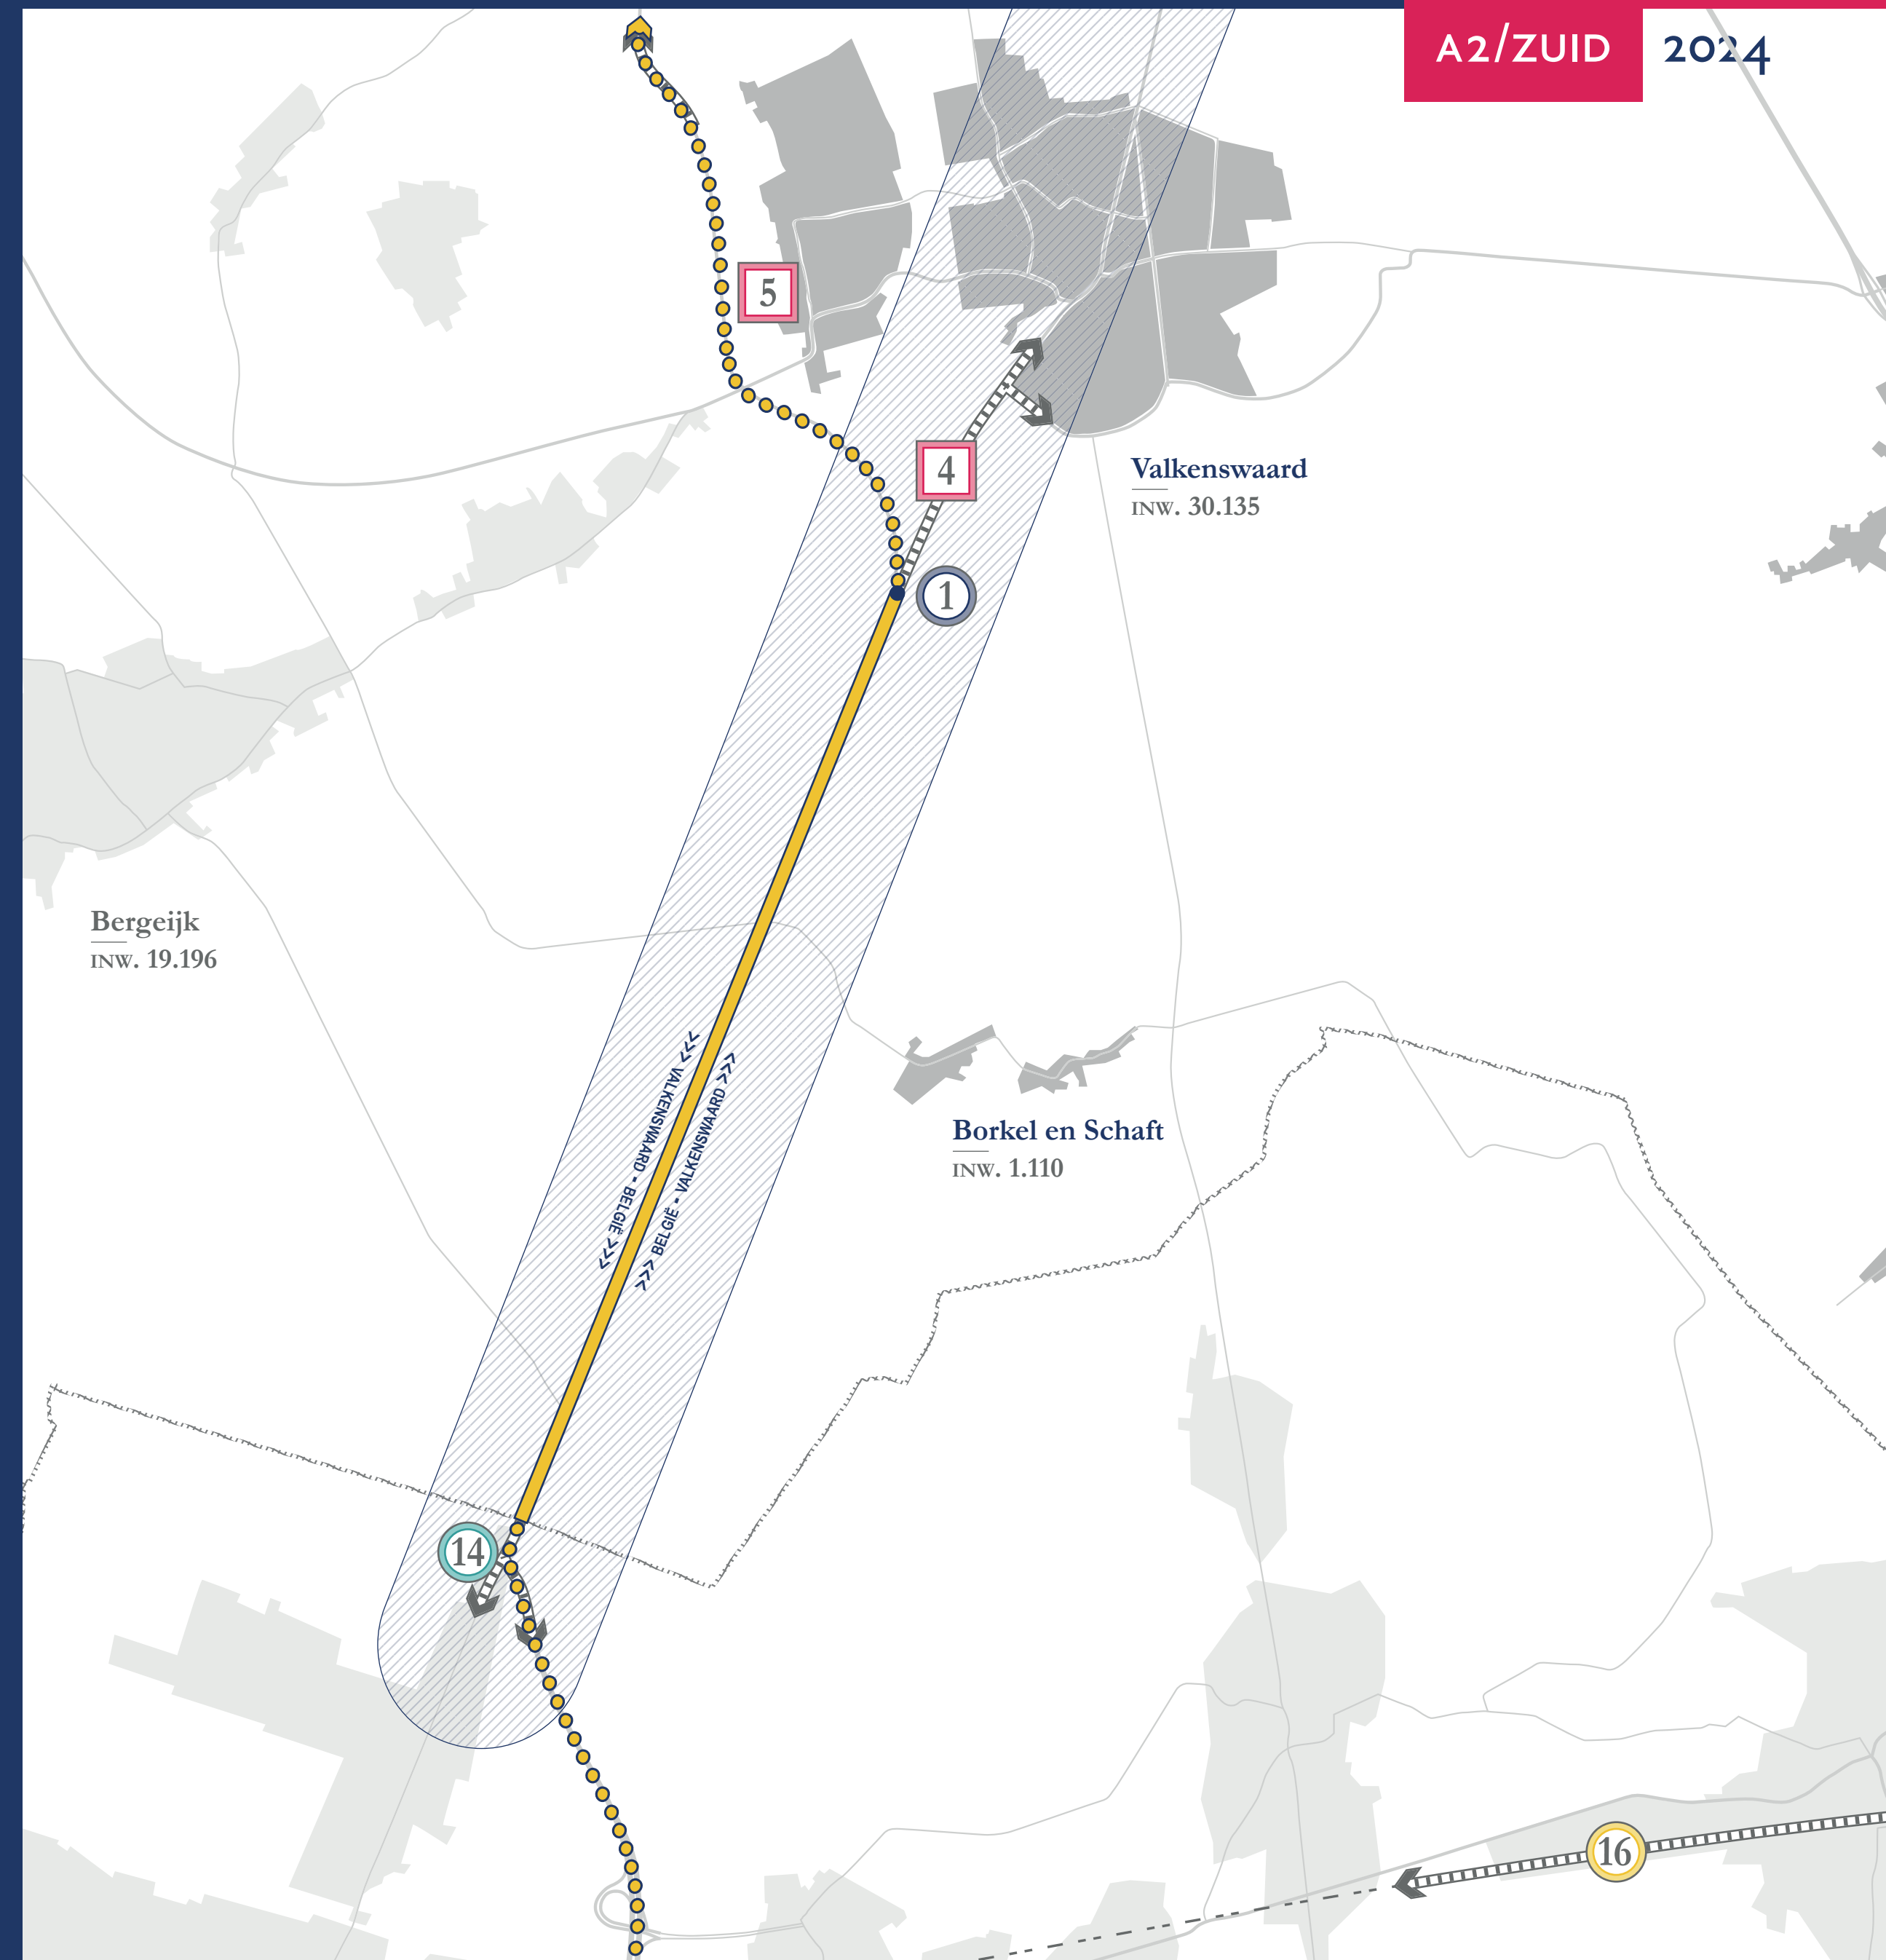 A2/ZUID 2024
5
4
Valkenswaard
INW. 30.135
1
Bergeijk
INW. 19.196
<<< VALKENSWAARD - BELGIË >>>
<<< BELGIË - VALKENSWAARD >>>
Borkel en Schaft
INW. 1.110
14
16